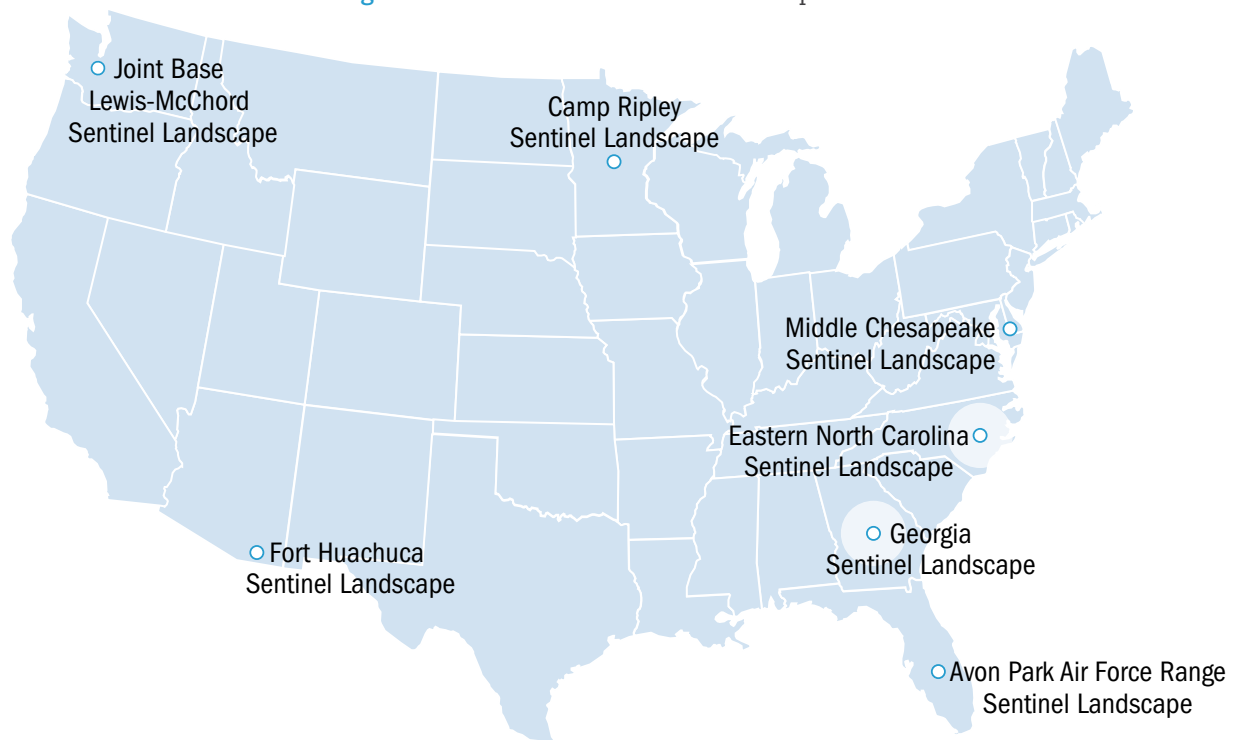 Joint Base
Lewis-McChord
Sentinel Landscape
Camp Ripley
Sentinel Landscape
Middle Chesapeake
Sentinel Landscape
Eastern North Carolina
Sentinel Landscape
Georgia
Sentinel Landscape
Fort Huachuca
Sentinel Landscape
Avon Park Air Force Range
Sentinel Landscape